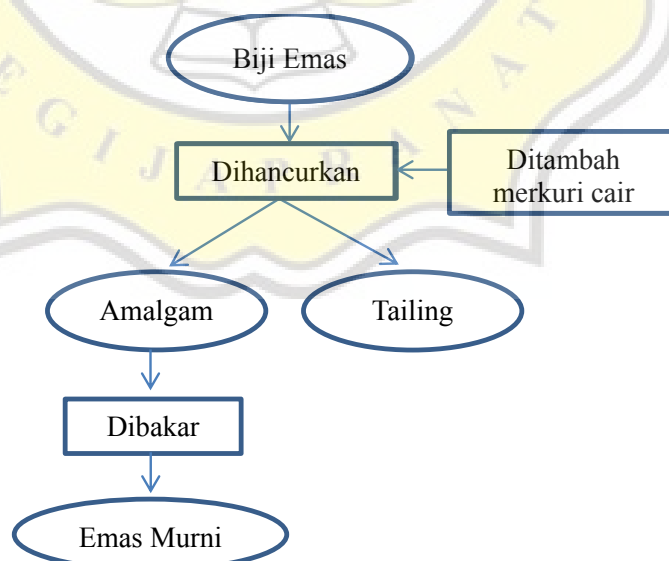 Biji Emas
Dihancurkan
Ditambah
merkuri cair
Amalgam
Tailing
Dibakar
Emas Murni